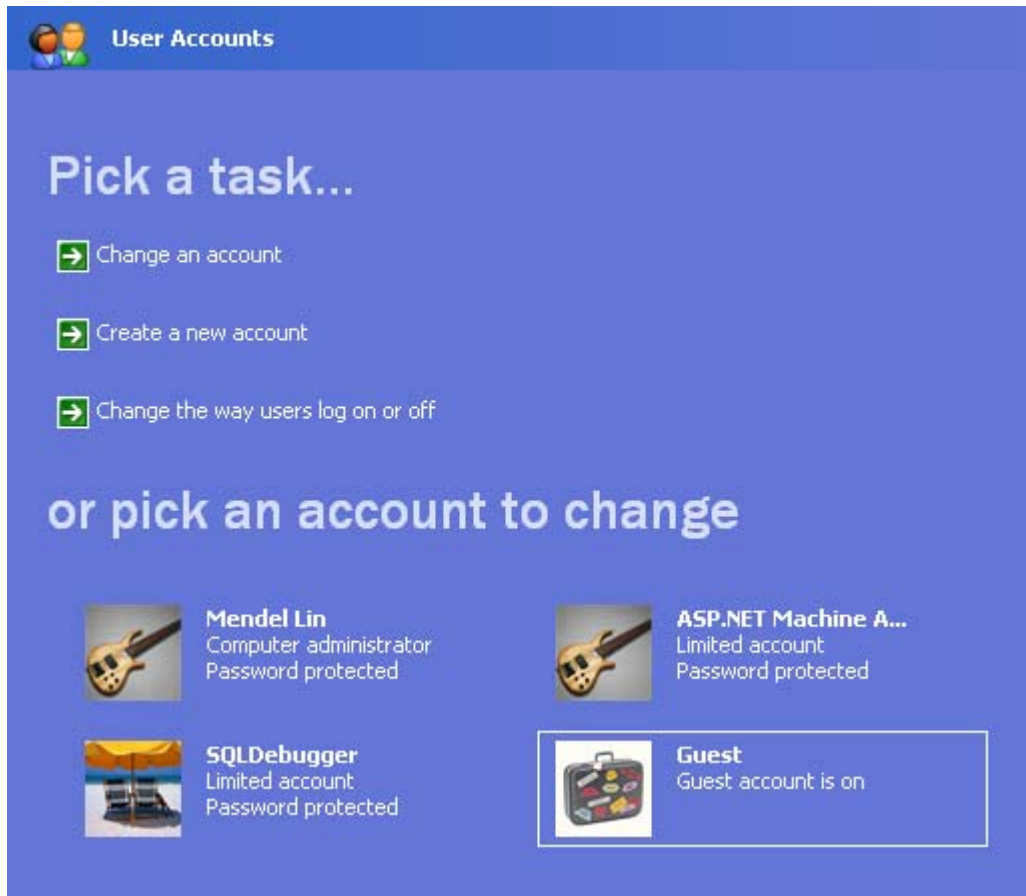 User Accounts
Pick a task...
Change an account
Create a new account
Change the way users log on or off
or pick an account to change
Mendel Lin
Computer administrator
Password protected
ASP.NET Machine A...
Limited account
Password protected
SQLDebugger
Limited account
Password protected
Guest
Guest account is on